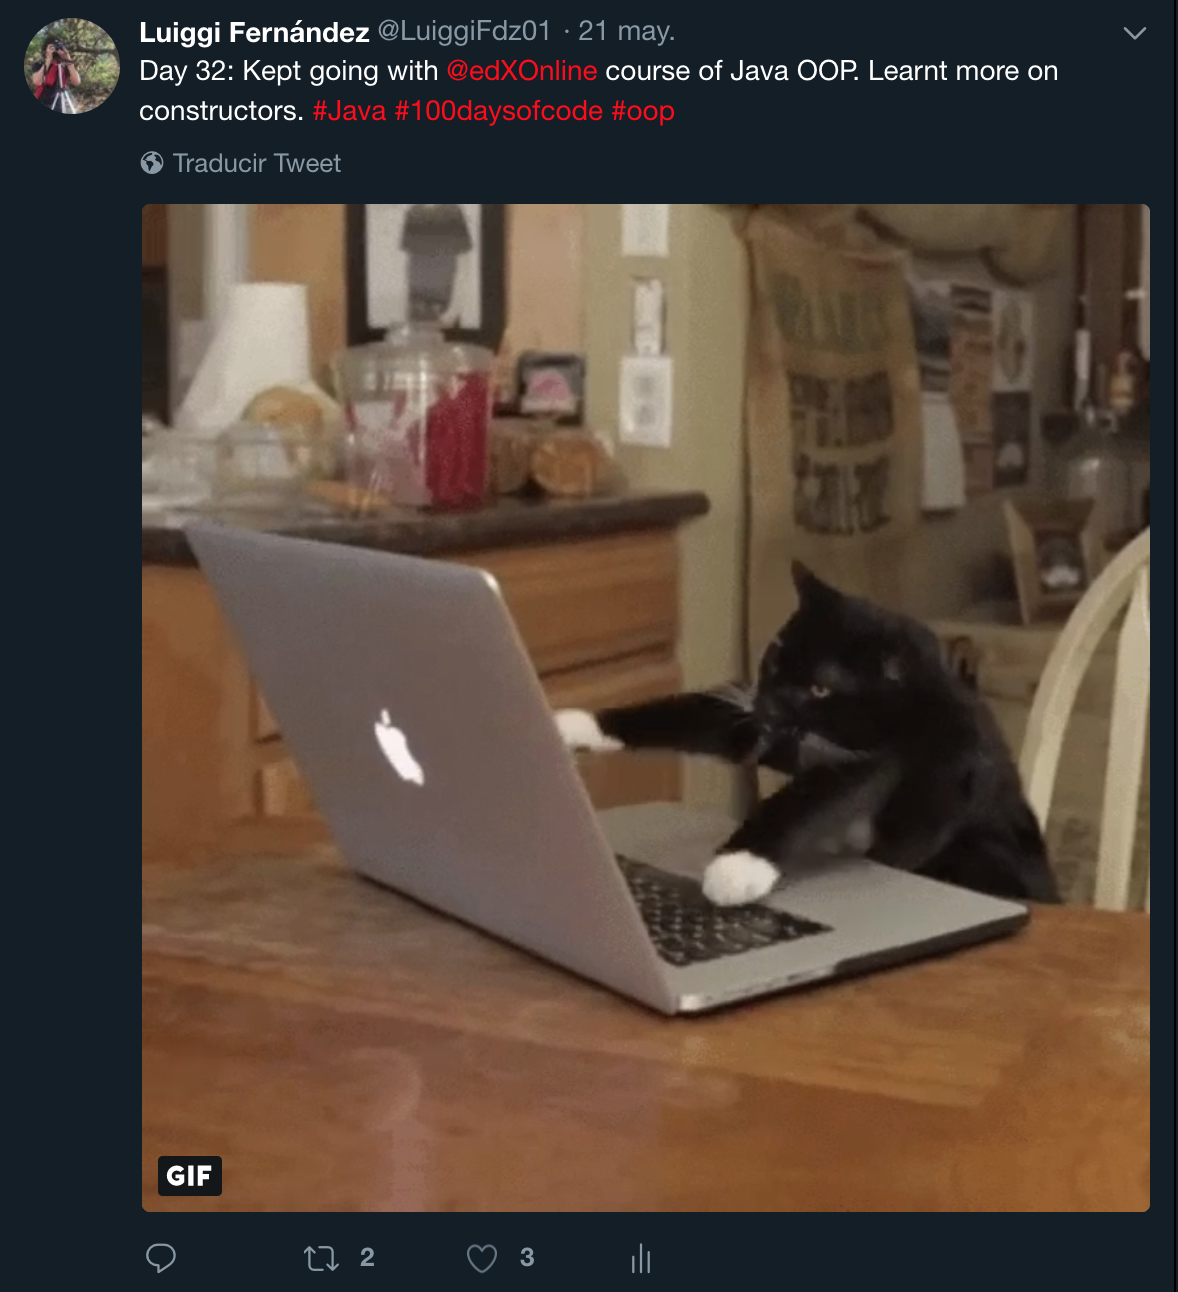 Luiggi Fernández @LuiggiFdz01 · 21 may.
Day 32: Kept going with @edXOnline course of Java OOP. Learnt more on
constructors. #Java #100daysofcode #oop
Traducir Tweet
GIF
2 3